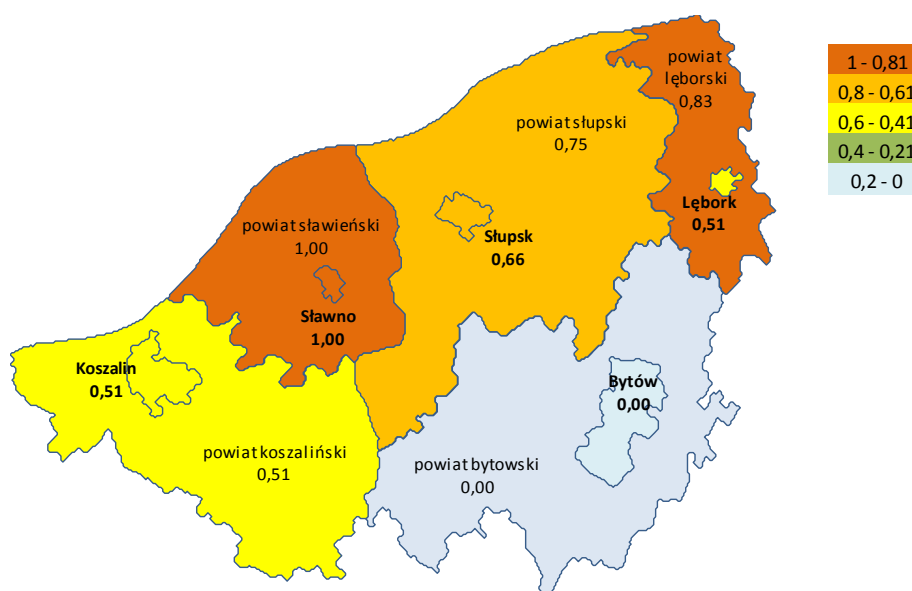 powiat
lęborski
0,83
powiat słupski
0,75
Lębork
0,51
powiat sławieński
1,00
Słupsk
0,66
Sławno
1,00
Koszalin
0,51
Bytów
0,00
powiat koszaliński
0,51
powiat bytowski
0,00
1 - 0,81
0,8 - 0,61
0,6 - 0,41
0,4 - 0,21
0,2 - 0